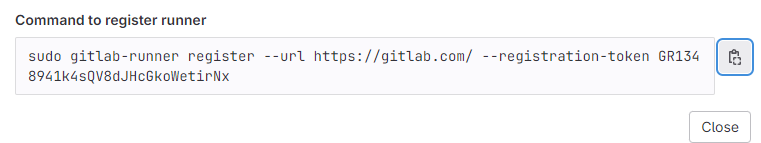 Command to register runner
sudo gitlab-runner register --url https://gitlab.com/ --registration-token GR134
8941k4sQV8dJHcGkoWetirNx
Close